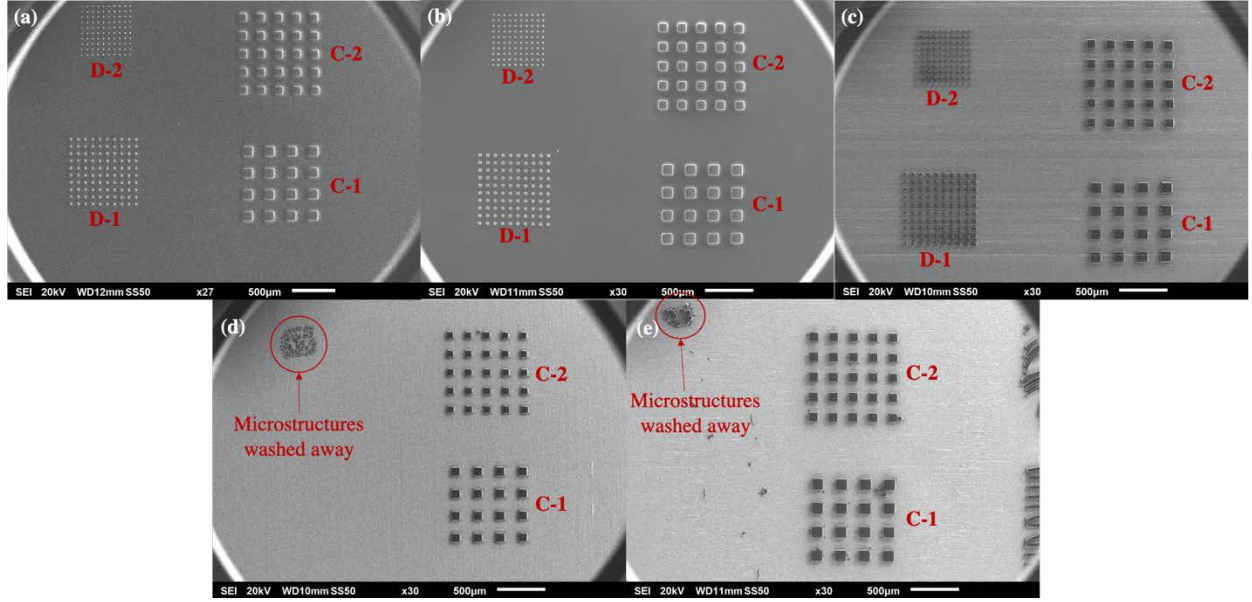 (a)
C-2
D-2
C-1
D-1
SEI 20kV WD12mm SS50 x27 500µm
(b)
C-2
D-2
C-1
D-1
SEI 20kV WD11mm SS50 x30 500µm
(c)
C-2
D-2
C-1
D-1
SEI 20kV WD10mm SS50 x30 500µm
(d)
C-2
Microstructures
washed away
C-1
SEI 20kV WD10mm SS50 x30 500µm
(e)
C-2
Microstructures
washed away
C-1
SEI 20kV WD11mm SS50 x30 500µm